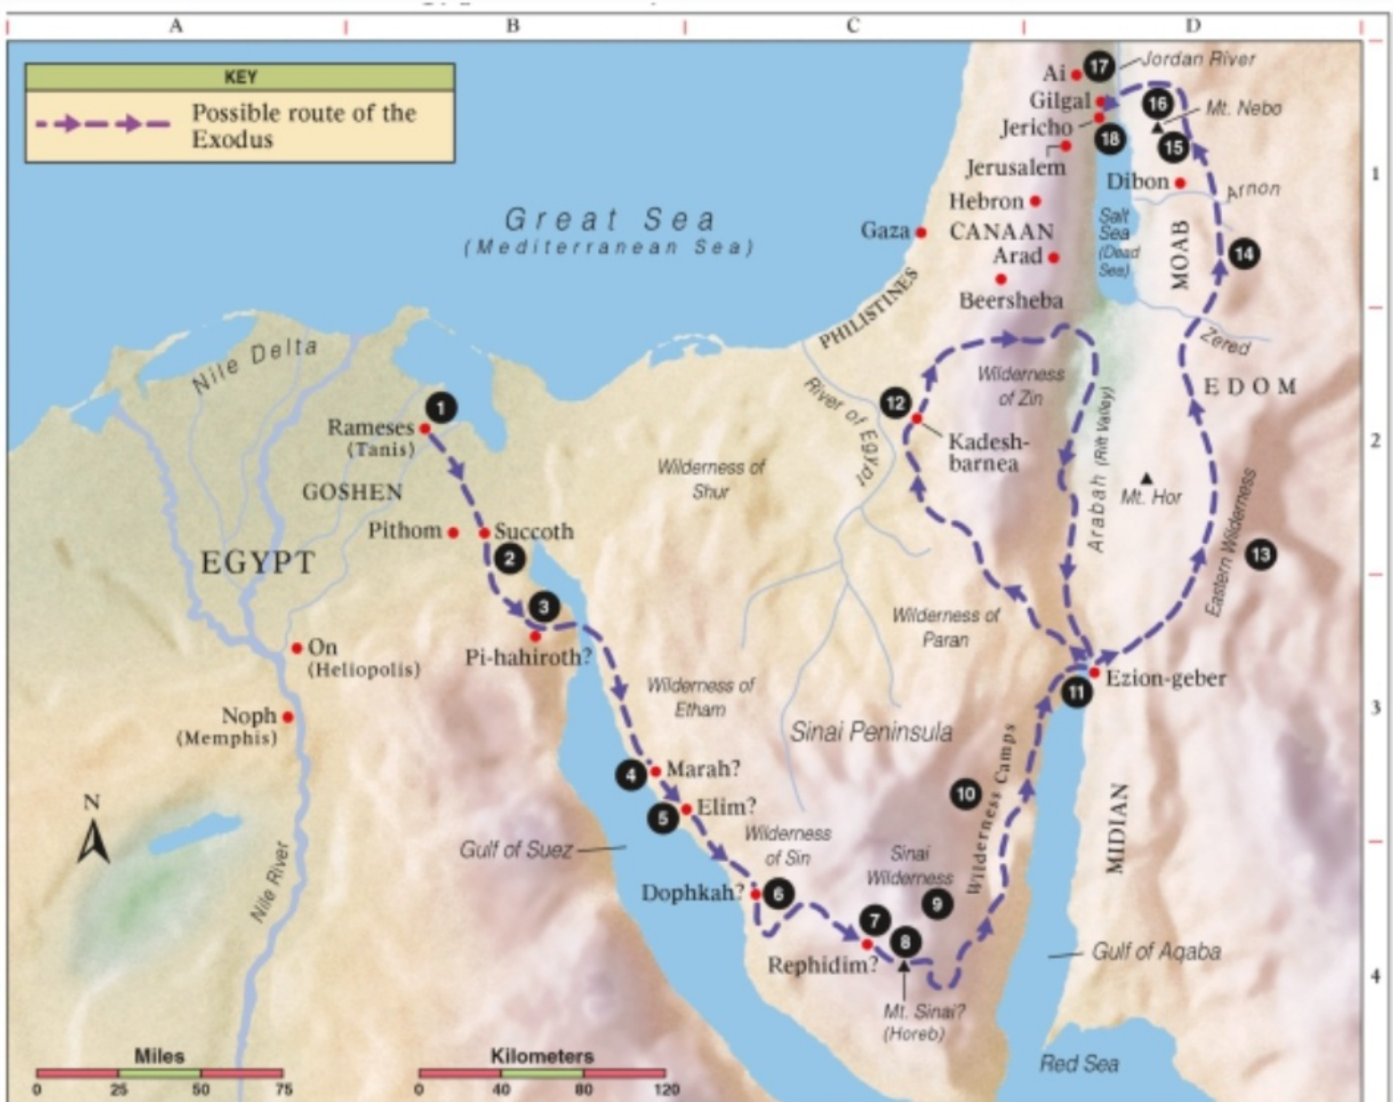 A
B
C
D
KEY
Possible route of the
Exodus
Jordan River
Ai
17
Gilgal
16
Mt. Nebo
Jericho
18
15
Jerusalem
Dibon
1
Arnon
Hebron
Great Sea
(Mediterranean Sea)
Gaza
CANAAN
Salt
Sea
(Dead
Sea)
MOAB
14
Arad
Beersheba
PHILISTINES
Nile Delta
Zered
Wilderness
of Zin
EDOM
1
12
River of Egypt
Rameses
(Tanis)
Kadesh-
barnea
2
Arabah (Rift Valley)
Wilderness of
Shur
GOSHEN
Mt. Hor
Pithom
Succoth
Eastern Wilderness
EGYPT
2
13
3
Wilderness of
Paran
On
(Heliopolis)
Pi-hahiroth?
Ezion-geber
11
Wilderness of
Etham
Noph
(Memphis)
3
Sinai Peninsula
4
Marah?
10
Wilderness Camps
N
5
Elim?
MIDIAN
Wilderness
of Sin
Gulf of Suez
Sinai
Wilderness
Nile River
Dophkah?
6
9
7
8
Gulf of Aqaba
Rephidim?
4
Mt. Sinai?
(Horeb)
Red Sea
Miles
0 25 50 75
Kilometers
0 40 80 120